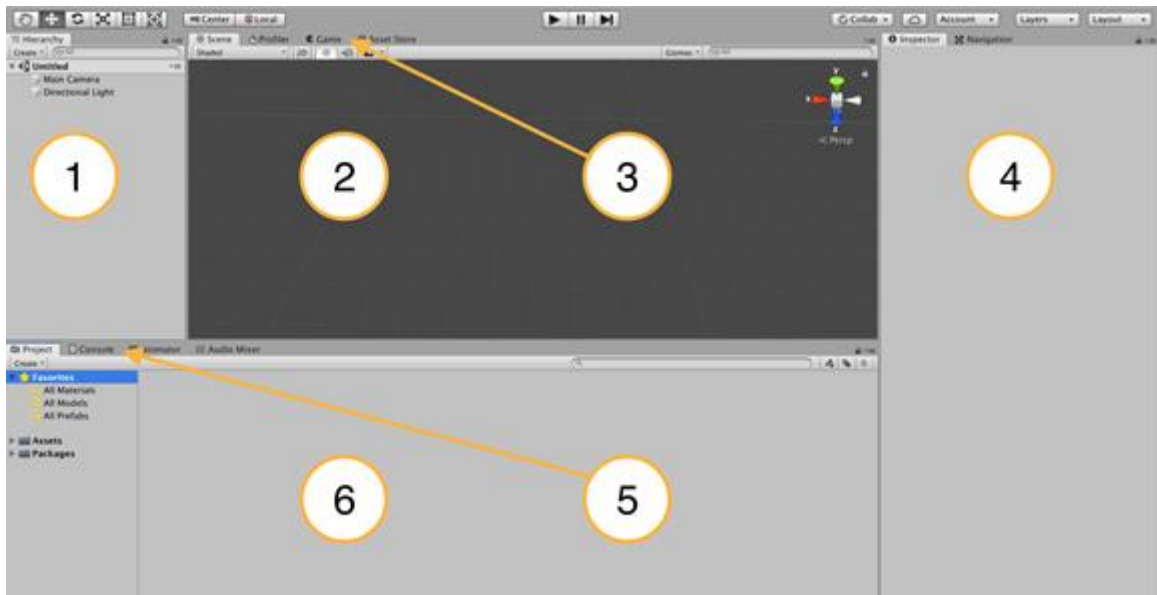 Center Local Collab Account Layers Layout
Hierarchy Scene Profiler Game Asset Store Inspector Navigation
Create Shaded 2D Gizmos
Untitled
Main Camera
Directional Light
y
x
z
Persp
1 2 3 4
Project Console Animator Audio Mixer
Create
Favorites
All Materials
All Models
All Prefabs
Assets
Packages
6 5